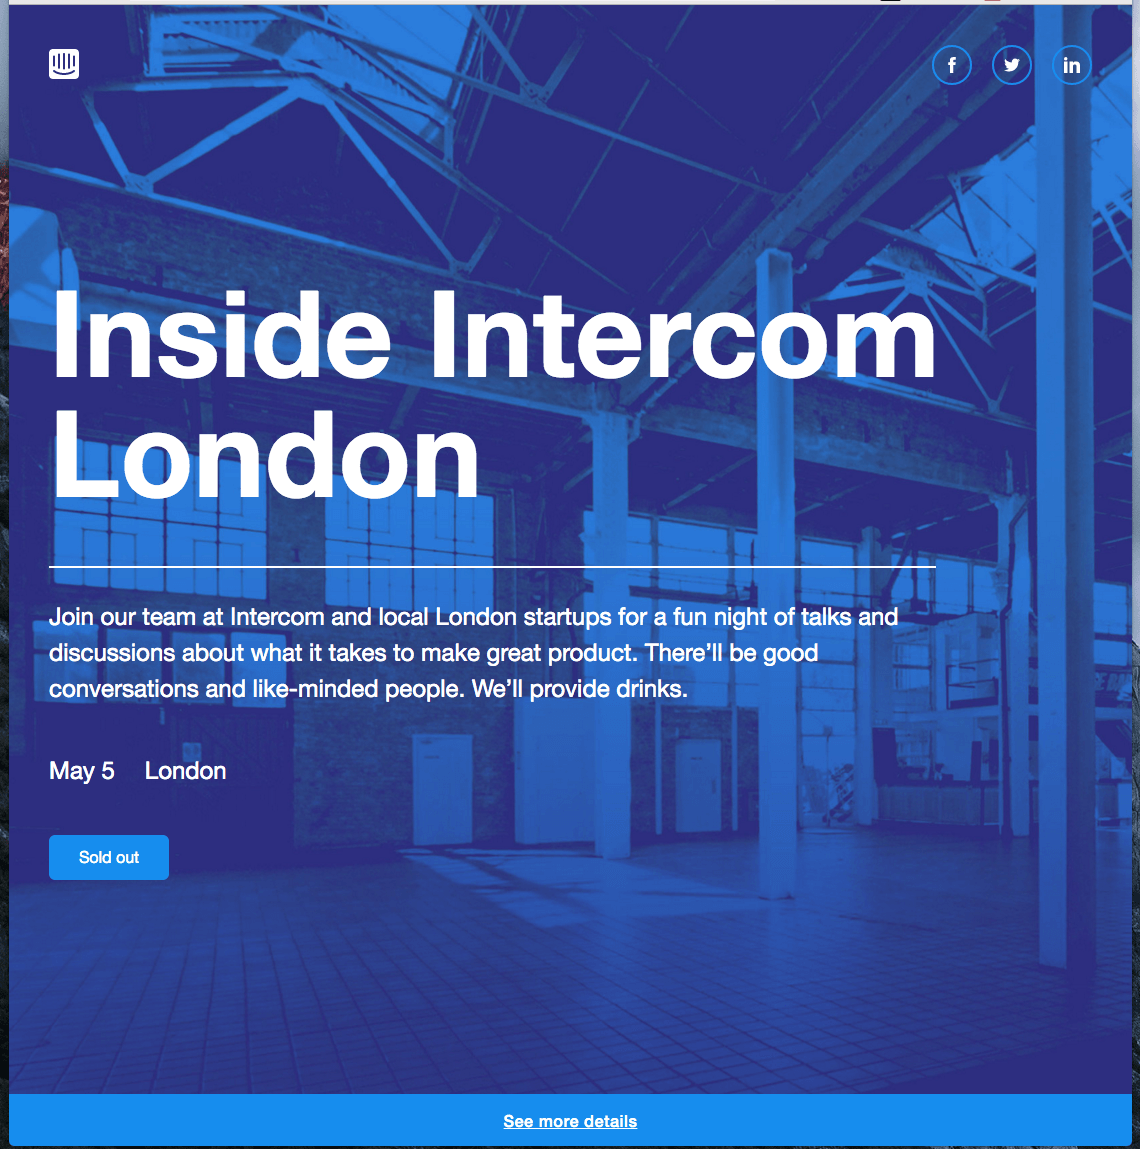 Inside Intercom
London
Join our team at Intercom and local London startups for a fun night of talks and
discussions about what it takes to make great product. There’ll be good
conversations and like-minded people. We’ll provide drinks.
May 5 London
Sold out
See more details